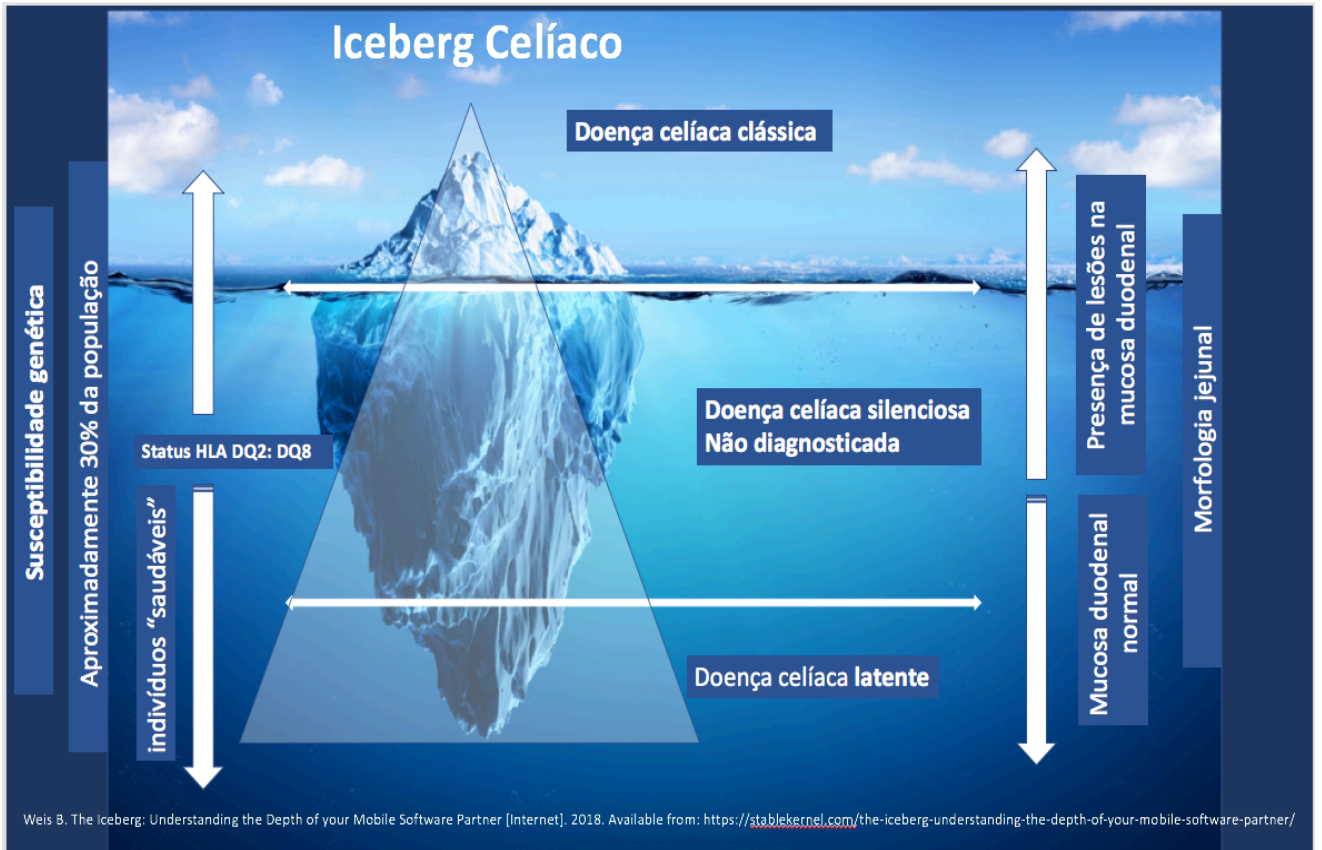 Iceberg Celíaco
Doença celíaca clássica
Susceptibilidade genética
Aproximadamente 30% da população
Status HLA DQ2: DQ8
indivíduos “saudáveis”
Doença celíaca silenciosa
Não diagnosticada
Doença celíaca latente
Presença de lesões na
mucosa duodenal
Mucosa duodenal
normal
Morfologia jejunal
Weis B. The Iceberg: Understanding the Depth of your Mobile Software Partner [Internet]. 2018. Available from: https://stablekernel.com/the-iceberg-understanding-the-depth-of-your-mobile-software-partner/